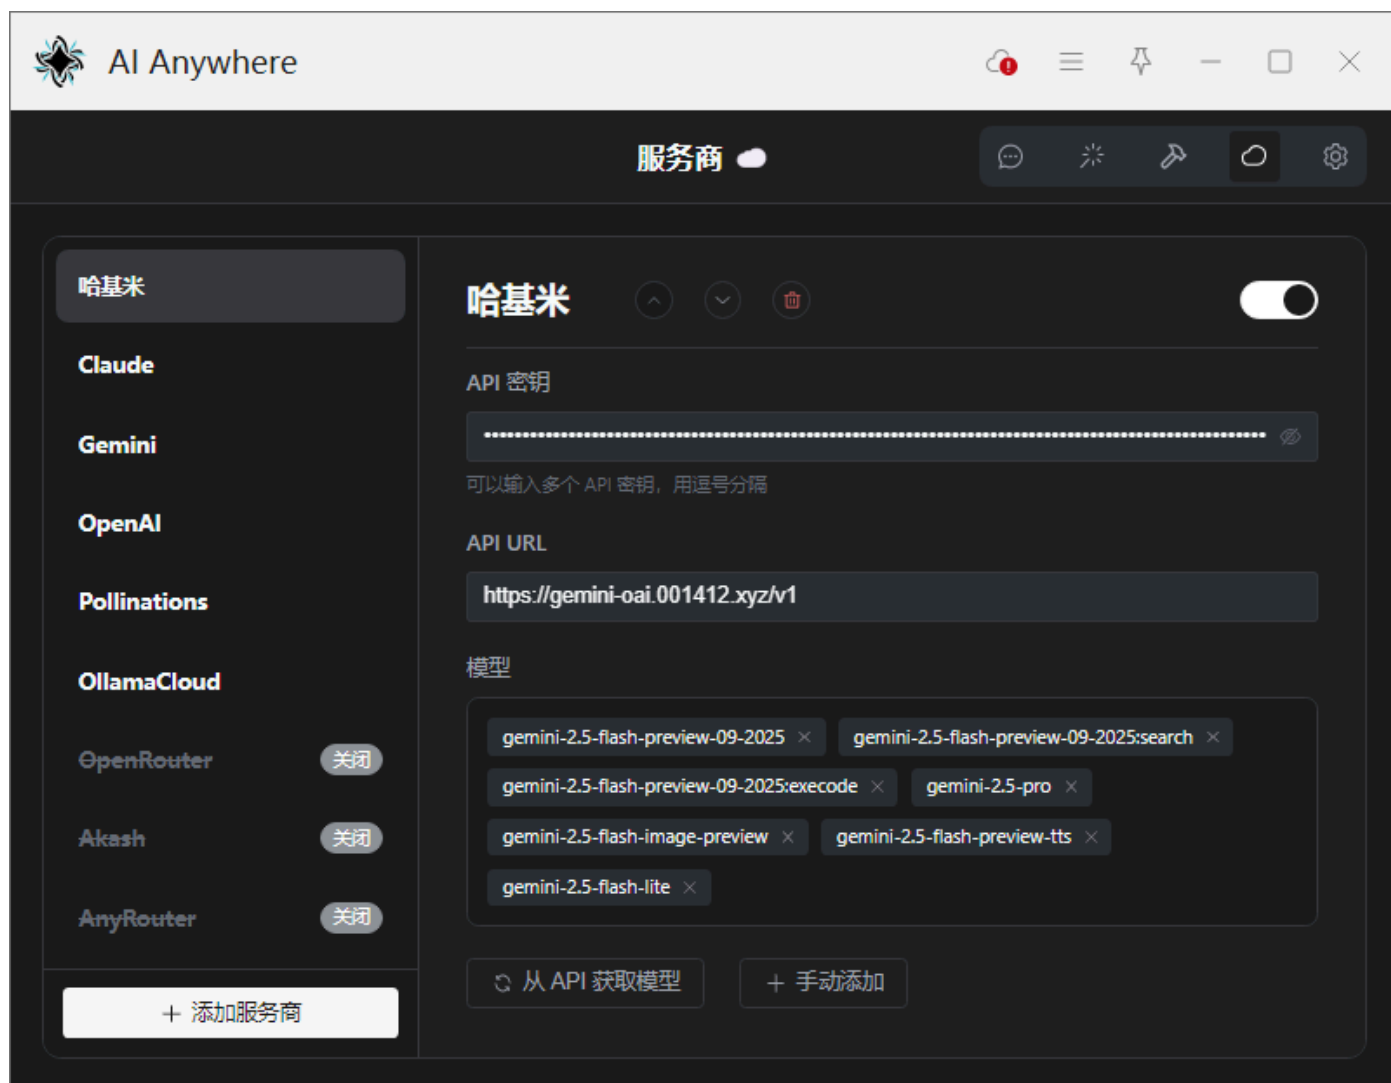 AI Anywhere
服务商
哈基米
Claude
Gemini
OpenAI
Pollinations
OllamaCloud
OpenRouter 关闭
Akash 关闭
AnyRouter 关闭
+ 添加服务商
哈基米
API 密钥
可以输入多个 API 密钥，用逗号分隔
API URL
https://gemini-oai.001412.xyz/v1
模型
gemini-2.5-flash-preview-09-2025 × gemini-2.5-flash-preview-09-2025:search ×
gemini-2.5-flash-preview-09-2025:execode × gemini-2.5-pro ×
gemini-2.5-flash-image-preview × gemini-2.5-flash-preview-tts ×
gemini-2.5-flash-lite ×
从 API 获取模型 + 手动添加